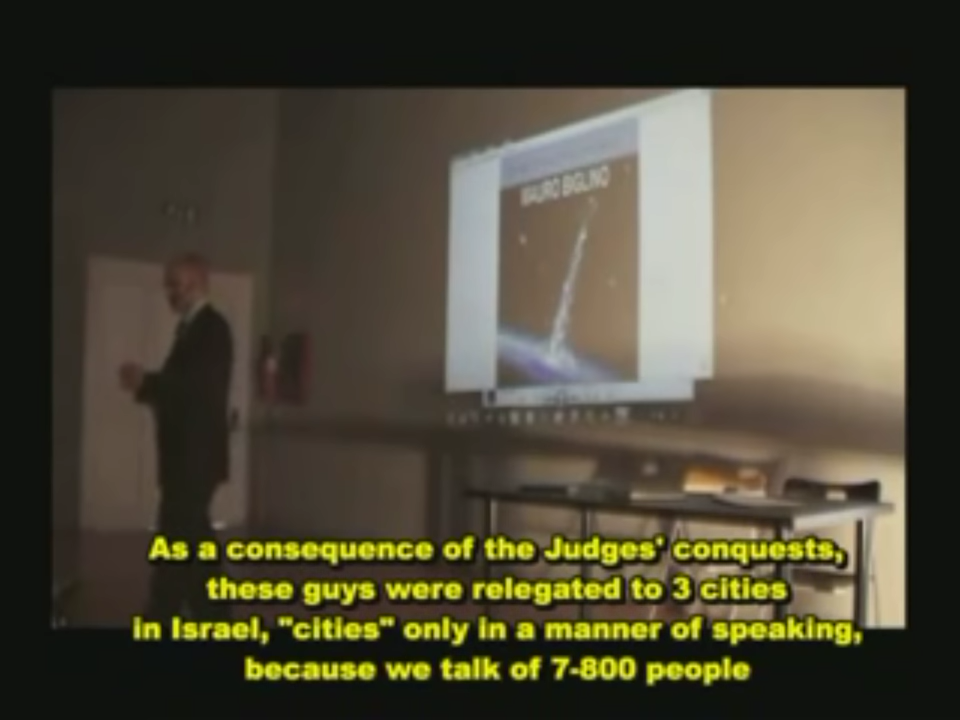 MAURO BIGLINO
As a consequence of the Judges' conquests,
these guys were relegated to 3 cities
in Israel, "cities" only in a manner of speaking,
because we talk of 7-800 people